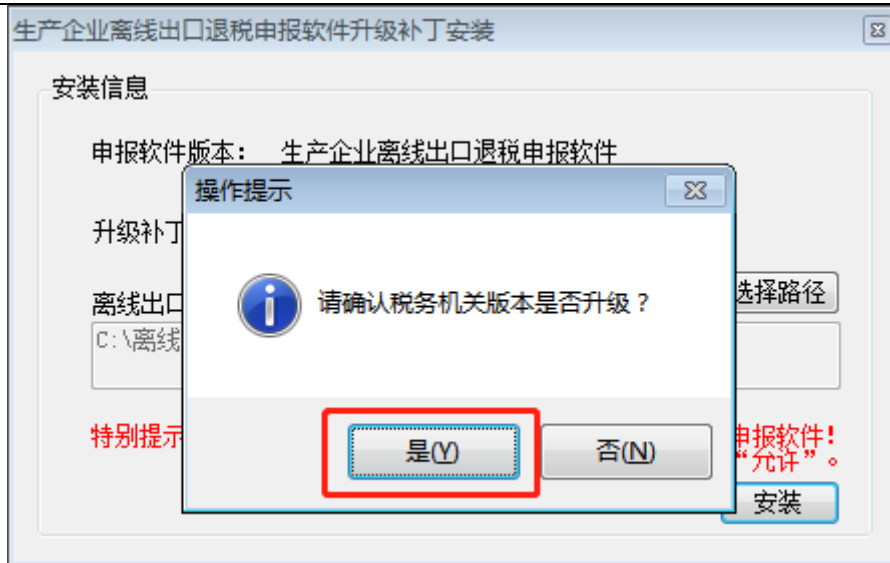 生产企业离线出口退税申报软件升级补丁安装
安装信息
申报软件版本： 生产企业离线出口退税申报软件
操作提示
升级补丁
请确认税务机关版本是否升级？
离线出口
选择路径
C:\离线
特别提示
申报软件!
“允许”。
是(Y)
否(N)
安装